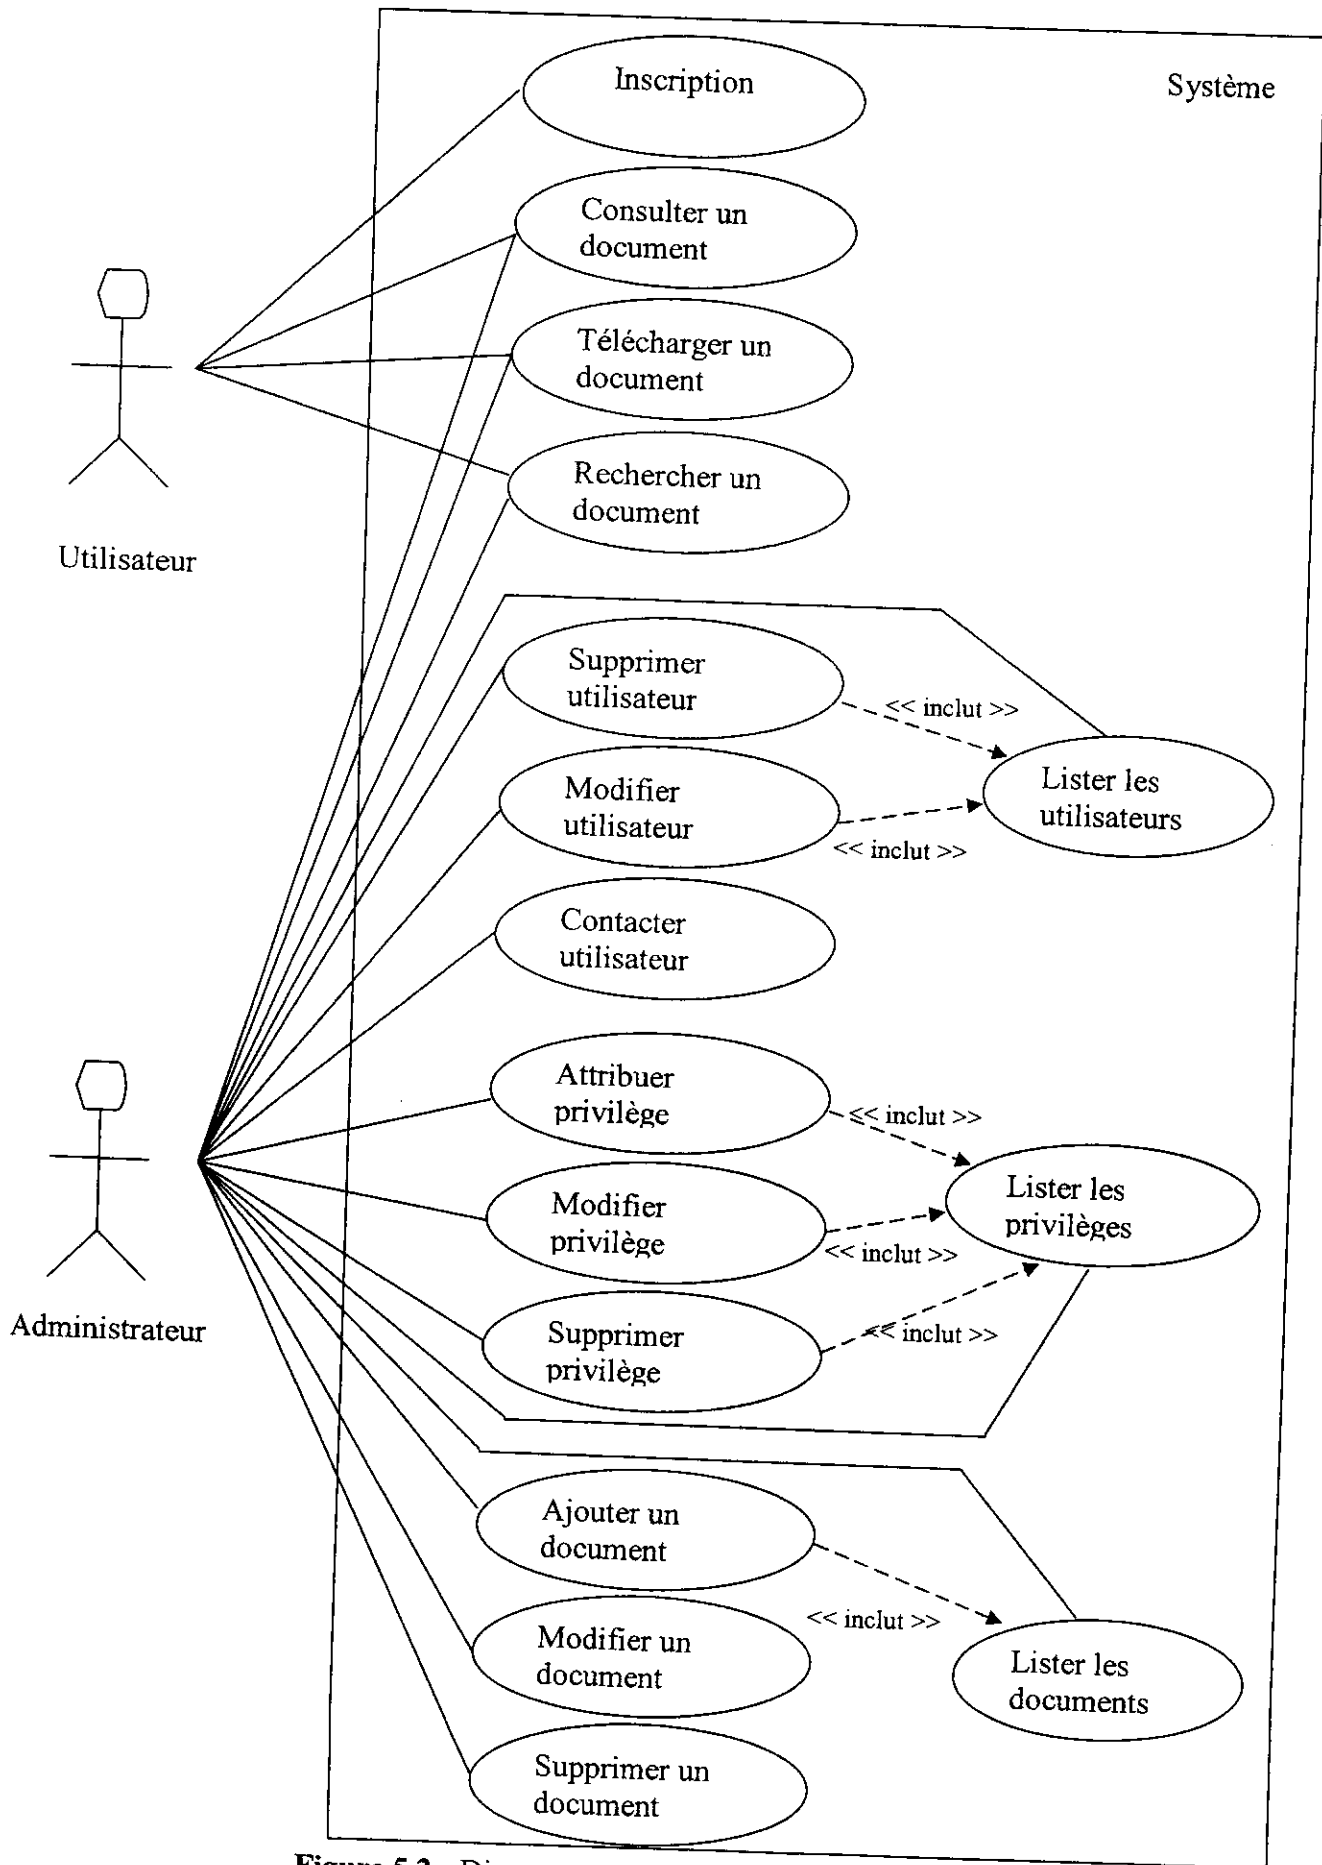 Système
Inscription
Consulter un
document
Télécharger un
document
Rechercher un
document
Utilisateur
Supprimer
utilisateur
<< inclut >>
Lister les
utilisateurs
Modifier
utilisateur
<< inclut >>
Contacter
utilisateur
Attribuer
privilège
<< inclut >>
Lister les
privilèges
Modifier
privilège
<< inclut >>
Administrateur
Supprimer
privilège
<< inclut >>
Ajouter un
document
<< inclut >>
Lister les
documents
Modifier un
document
Supprimer un
document